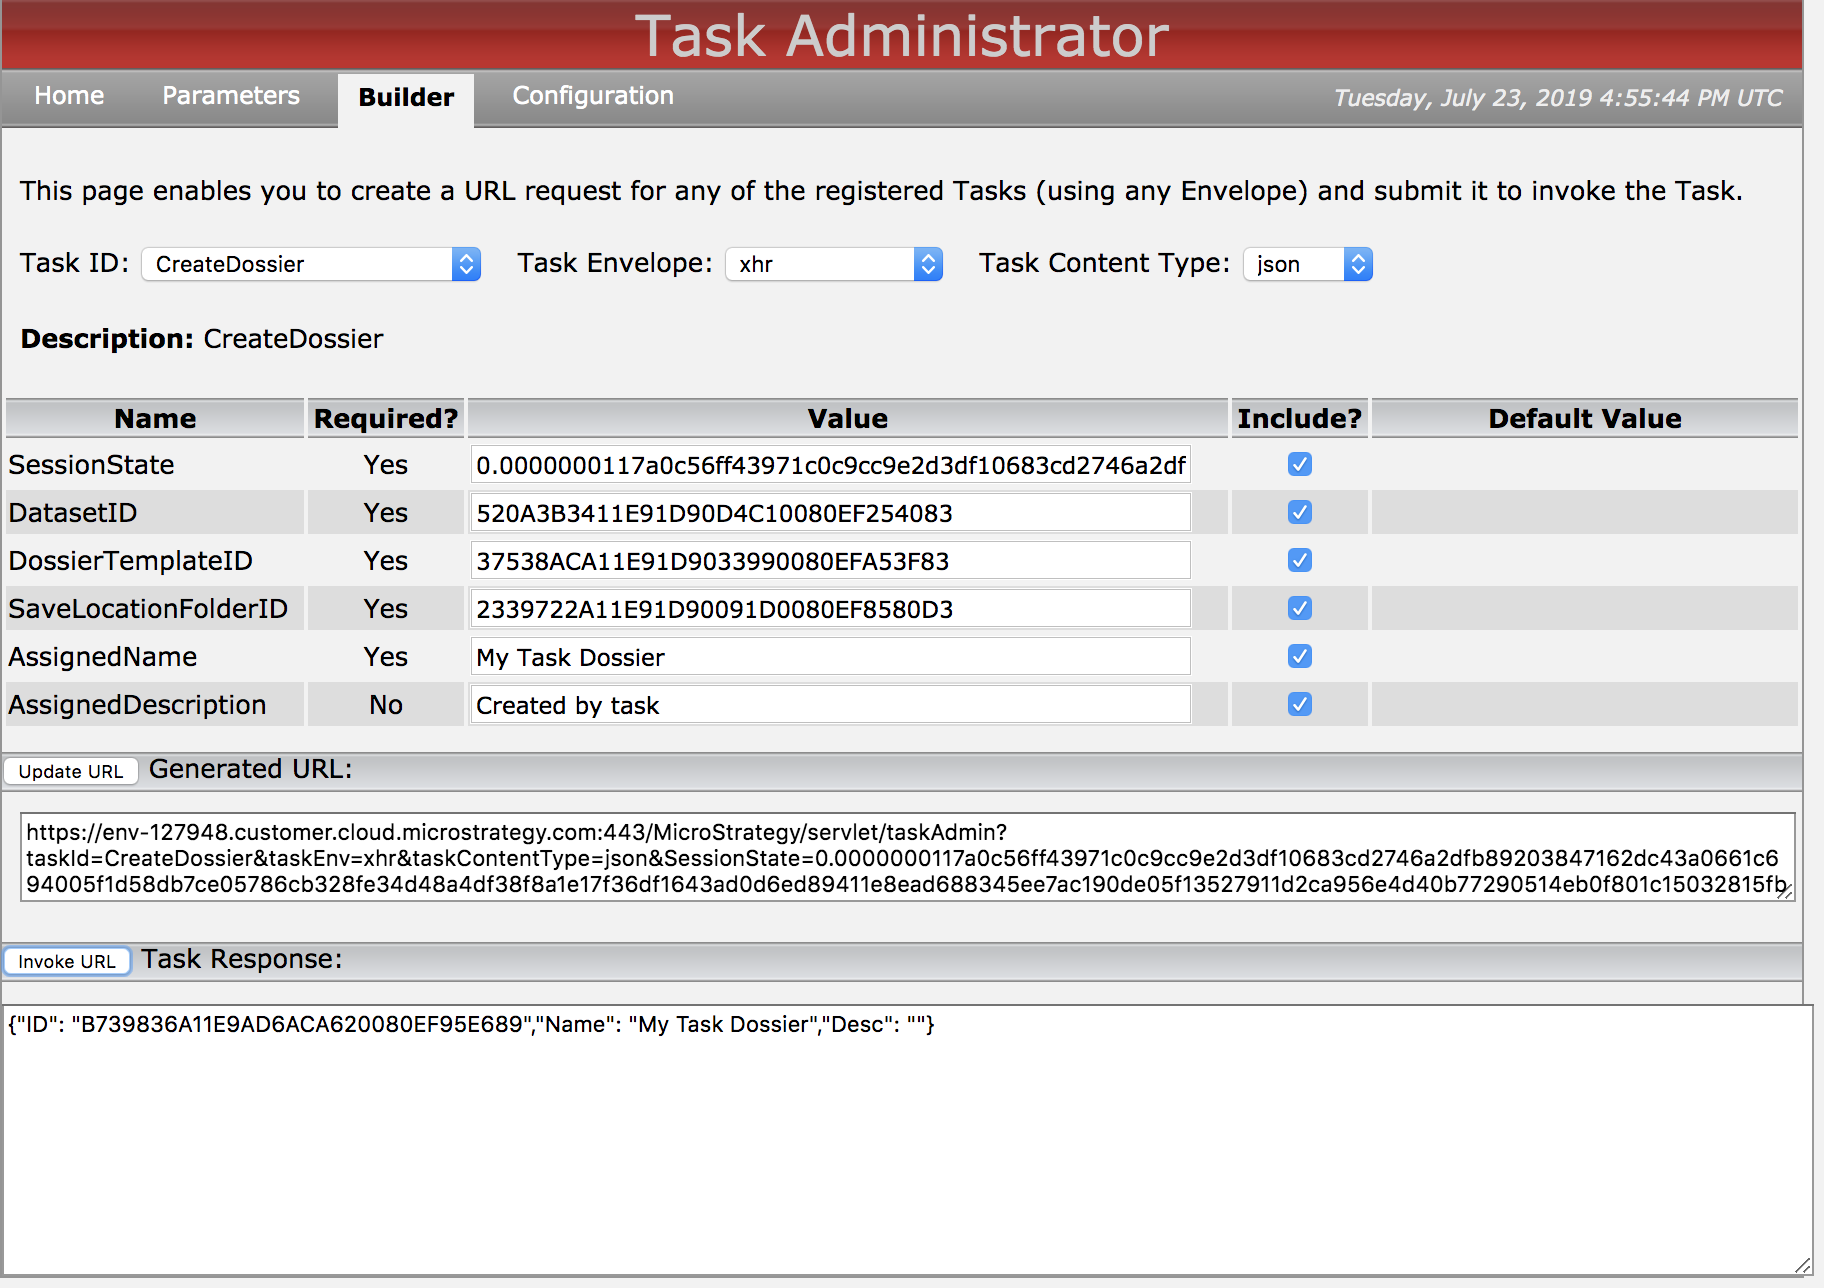 Task Administrator
Home Parameters Builder Configuration Tuesday, July 23, 2019 4:55:44 PM UTC
This page enables you to create a URL request for any of the registered Tasks (using any Envelope) and submit it to invoke the Task.
Task ID: CreateDossier Task Envelope: xhr Task Content Type: json
Description: CreateDossier
Name Required? Value Include? Default Value
SessionState Yes 0.0000000117a0c56ff43971c0c9cc9e2d3df10683cd2746a2df
DatasetID Yes 520A3B3411E91D90D4C10080EF254083
DossierTemplateID Yes 37538ACA11E91D9033990080EFA53F83
SaveLocationFolderID Yes 2339722A11E91D90091D0080EF8580D3
AssignedName Yes My Task Dossier
AssignedDescription No Created by task
Update URL Generated URL:
https://env-127948.customer.cloud.microstrategy.com:443/MicroStrategy/servlet/taskAdmin?
taskId=CreateDossier&taskEnv=xhr&taskContentType=json&SessionState=0.0000000117a0c56ff43971c0c9cc9e2d3df10683cd2746a2dfb89203847162dc43a0661c6
94005f1d58db7ce05786cb328fe34d48a4df38f8a1e17f36df1643ad0d6ed89411e8ead688345ee7ac190de05f13527911d2ca956e4d40b77290514eb0f801c15032815fb
Invoke URL Task Response:
{"ID": "B739836A11E9AD6ACA620080EF95E689","Name": "My Task Dossier","Desc": ""}